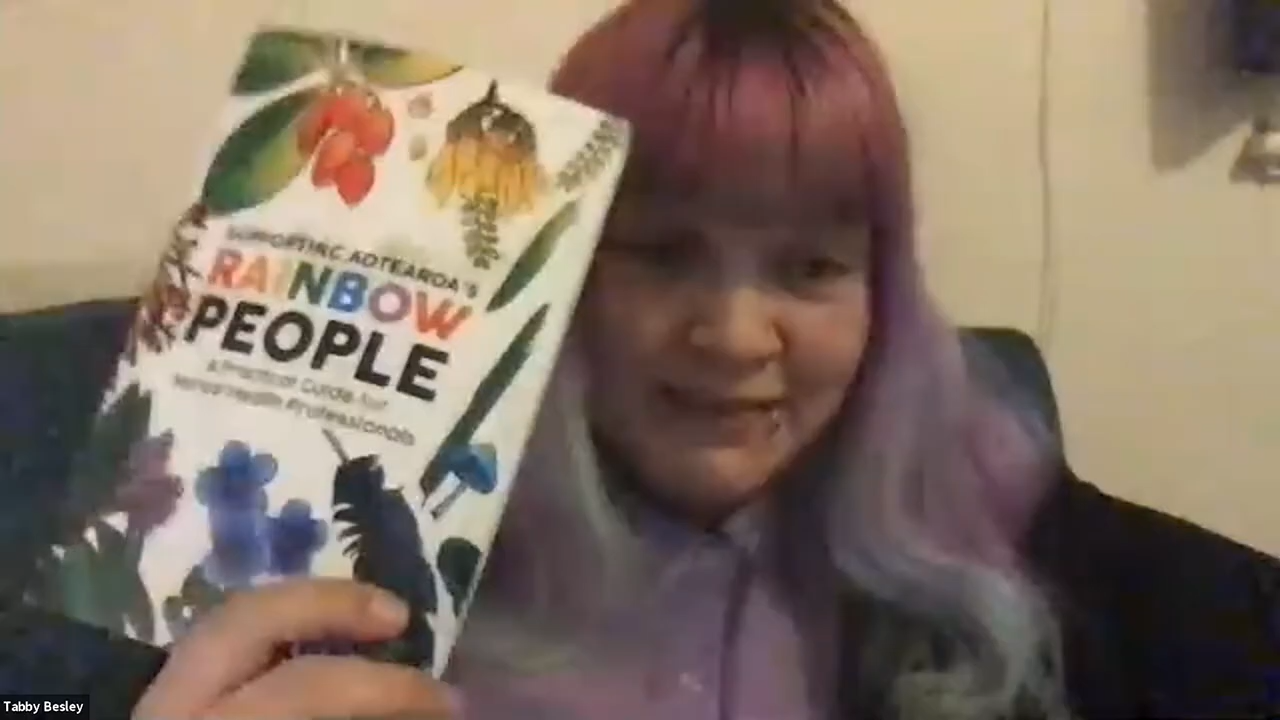 SUPPORTING AOTEAROA'S
RAINBOW
PEOPLE
A Practical Guide for
Mental Health Professionals
Tabby Besley